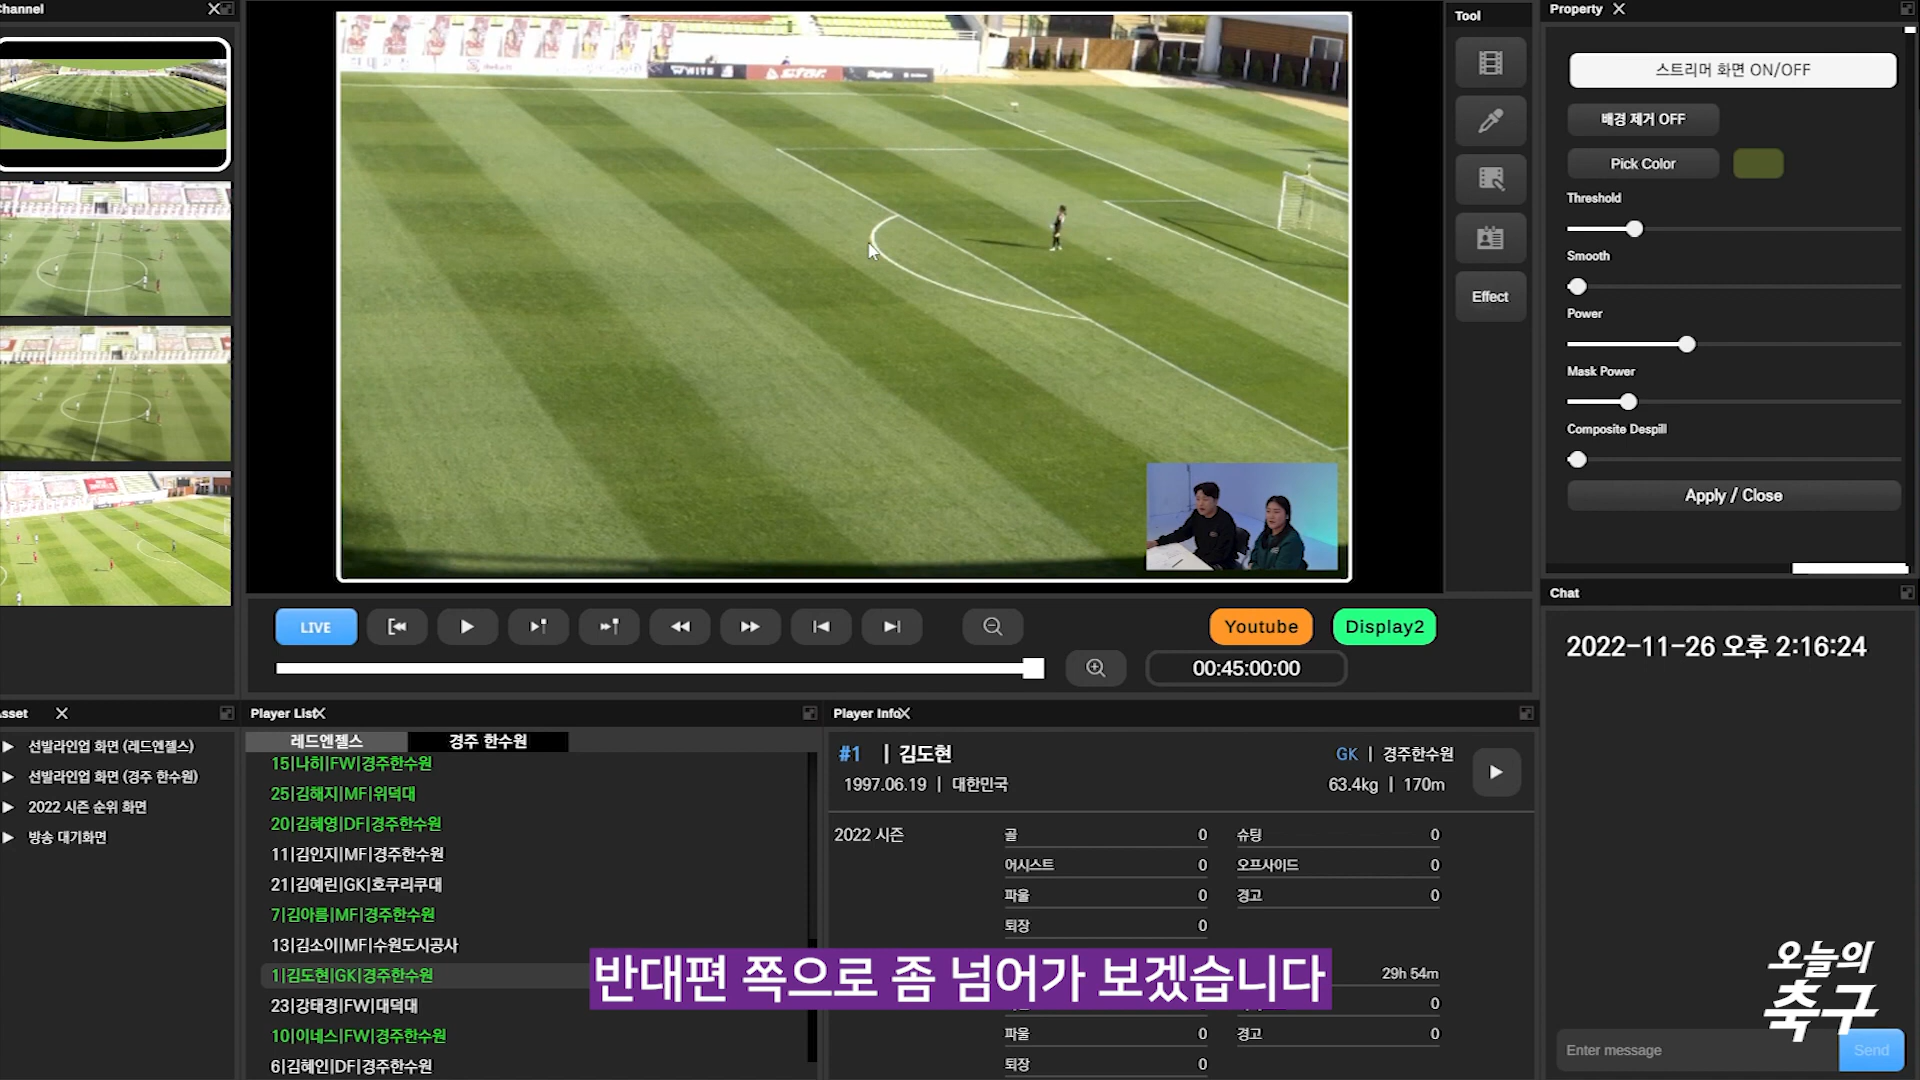 Channel
Tool
Property
스트리머 화면 ON/OFF
배경 제거 OFF
Pick Color
Threshold
Smooth
Power
Mask Power
Composite Despill
Apply / Close
Effect
LIVE
Youtube
Display2
00:45:00:00
Chat
2022-11-26 오후 2:16:24
Enter message
Send
오늘의
축구
Asset
선발라인업 화면 (레드엔젤스)
선발라인업 화면 (경주 한수원)
2022 시즌 순위 화면
방송 대기화면
Player List
레드엔젤스
경주 한수원
15|나히|FW|경주한수원
25|김해지|MF|위덕대
20|김혜영|DF|경주한수원
11|김인지|MF|경주한수원
21|김예린|GK|호쿠리쿠대
7|김아름|MF|경주한수원
13|김소이|MF|수원도시공사
1|김도현|GK|경주한수원
23|강태경|FW|대덕대
10|이네스|FW|경주한수원
6|김혜인|DF|경주한수원
Player Info
#1 | 김도현
GK | 경주한수원
1997.06.19 | 대한민국
63.4kg | 170m
2022 시즌
골 0 슈팅 0
어시스트 0 오프사이드 0
파울 0 경고 0
퇴장 0
29h 54m
0
파울 0 경고 0
퇴장 0
반대편 쪽으로 좀 넘어가 보겠습니다